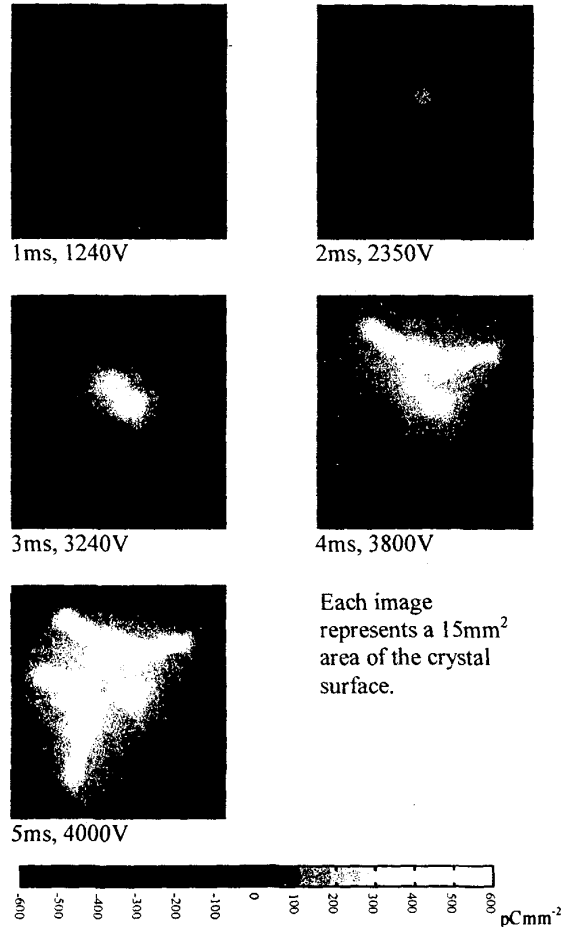 1ms, 1240V
2ms, 2350V
3ms, 3240V
4ms, 3800V
5ms, 4000V
Each image
represents a 15mm²
area of the crystal
surface.
-600 -500 -400 -300 -200 -100 0 100 200 300 400 500 600
pCmm⁻²